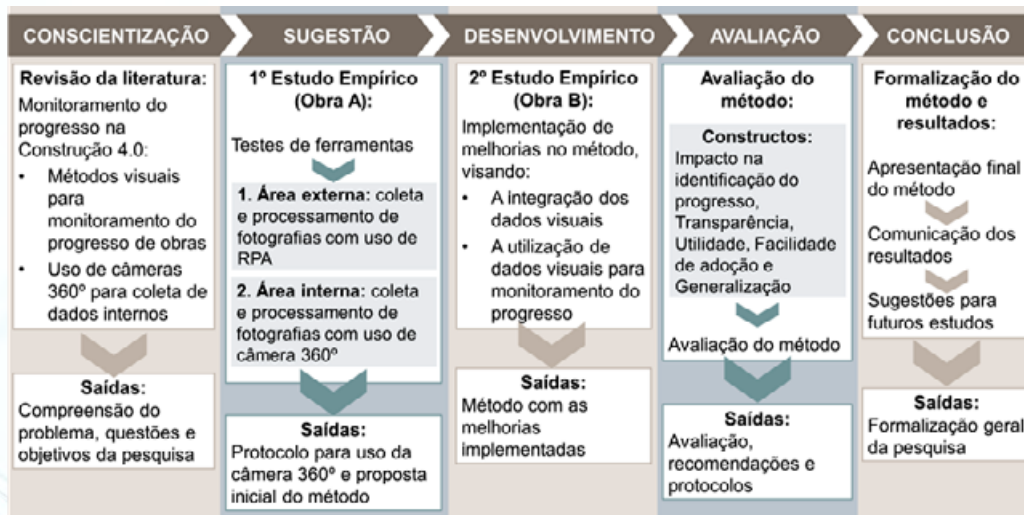 CONSCIENTIZAÇÃO
SUGESTÃO
DESENVOLVIMENTO
AVALIAÇÃO
CONCLUSÃO
Revisão da literatura:
Monitoramento do
progresso na
Construção 4.0:
• Métodos visuais
para
monitoramento do
progresso de obras
• Uso de câmeras
360º para coleta de
dados internos
Saídas:
Compreensão do
problema, questões e
objetivos da pesquisa
1º Estudo Empírico
(Obra A):
Testes de ferramentas
1. Área externa: coleta
e processamento de
fotografias com uso de
RPA
2. Área interna: coleta
e processamento de
fotografias com uso de
câmera 360º
Saídas:
Protocolo para uso da
câmera 360º e proposta
inicial do método
2º Estudo Empírico
(Obra B):
Implementação de
melhorias no método,
visando:
• A integração dos
dados visuais
• A utilização de
dados visuais para
monitoramento do
progresso
Saídas:
Método com as
melhorias
implementadas
Avaliação do
método:
Constructos:
Impacto na
identificação do
progresso,
Transparência,
Utilidade, Facilidade
de adoção e
Generalização
Avaliação do método
Saídas:
Avaliação,
recomendações e
protocolos
Formalização do
método e
resultados:
Apresentação final
do método
Comunicação dos
resultados
Sugestões para
futuros estudos
Saídas:
Formalização geral
da pesquisa